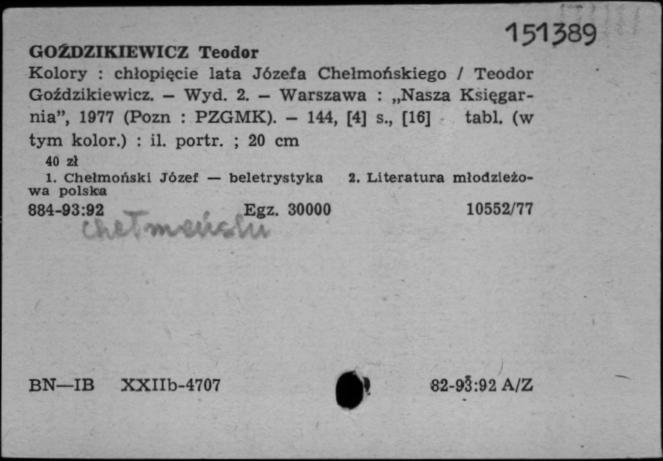 151389
GOŹDZIKIEWICZ Teodor
Kolory : chłopięcie lata Józefa Chełmońskiego / Teodor
Goździkiewicz. — Wyd. 2. — Warszawa : „Nasza Księgar-
nia”, 1977 (Pozn : PZGMK). — 144, [4] s., [16] tabl. (w
tym kolor.) : il. portr. ; 20 cm
40 zł
1. Chełmoński Józef — beletrystyka 2. Literatura młodzieżo-
wa polska
884-93:92 Egz. 30000 10552/77
BN—IB XXIIb-4707 82-93:92 A/Z